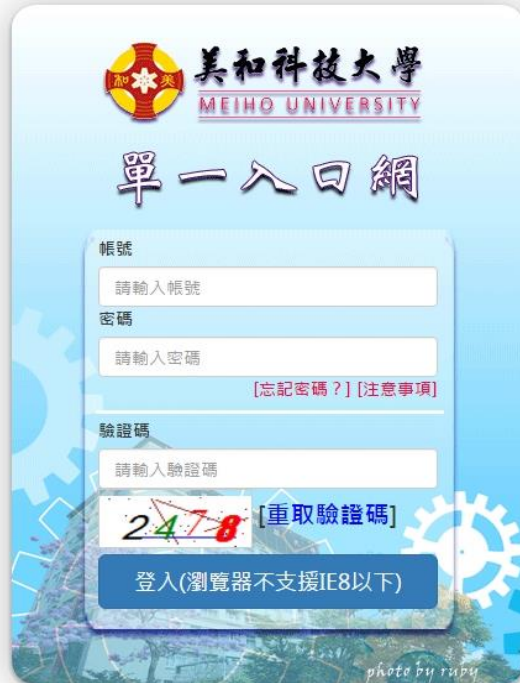 和 美
美和科技大學
MEIHO UNIVERSITY
單一入口網
帳號
請輸入帳號
密碼
請輸入密碼
[忘記密碼？] [注意事項]
驗證碼
請輸入驗證碼
2478 [重取驗證碼]
登入(瀏覽器不支援IE8以下)
photo by ruby